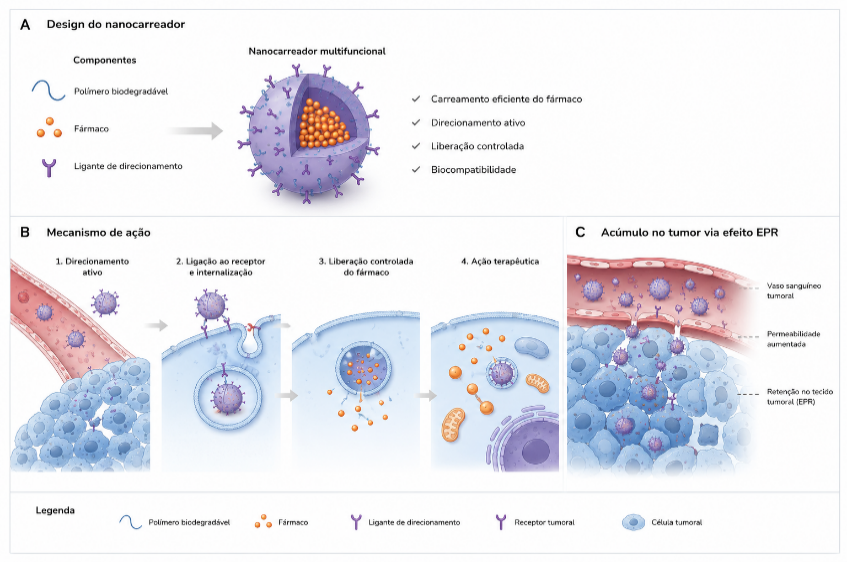 A Design do nanocarreador
Componentes
Polímero biodegradável
Fármaco
Ligante de direcionamento
Nanocarreador multifuncional
Carreamento eficiente do fármaco
Direcionamento ativo
Liberação controlada
Biocompatibilidade
B Mecanismo de ação
1. Direcionamento
ativo
2. Ligação ao receptor
e internalização
3. Liberação controlada
do fármaco
4. Ação terapêutica
C Acúmulo no tumor via efeito EPR
Vaso sanguíneo
tumoral
Permeabilidade
aumentada
Retenção no tecido
tumoral (EPR)
Legenda
Polímero biodegradável
Fármaco
Ligante de direcionamento
Receptor tumoral
Célula tumoral